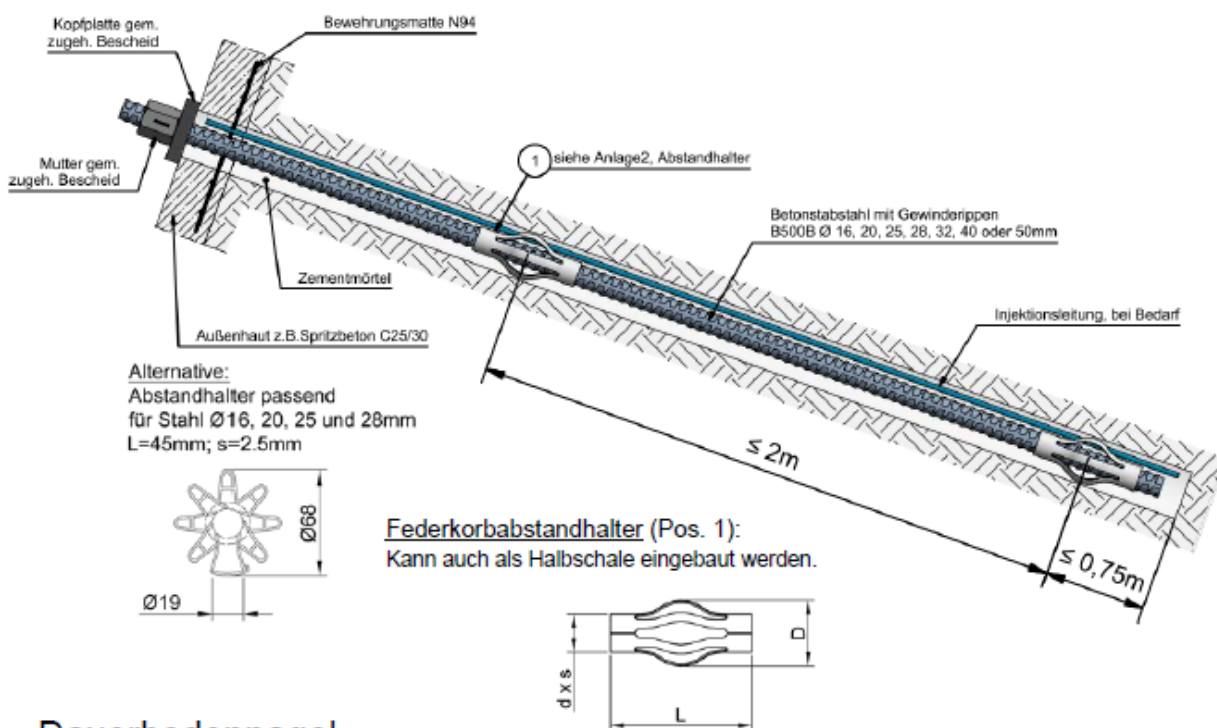 Kopfplatte gem.
zugeh. Bescheid
Bewehrungsmatte N94
Mutter gem.
zugeh. Bescheid
1
siehe Anlage2, Abstandhalter
Betonstabstahl mit Gewinderippen
B500B Ø 16, 20, 25, 28, 32, 40 oder 50mm
Zementmörtel
Injektionsleitung, bei Bedarf
Außenhaut z.B.Spritzbeton C25/30
Alternative:
Abstandhalter passend
für Stahl Ø16, 20, 25 und 28mm
L=45mm; s=2.5mm
≤ 2m
Ø68
Ø19
Federkorbabstandhalter (Pos. 1):
Kann auch als Halbschale eingebaut werden.
≤ 0,75m
D
d x s
L
Dauerbodennagel